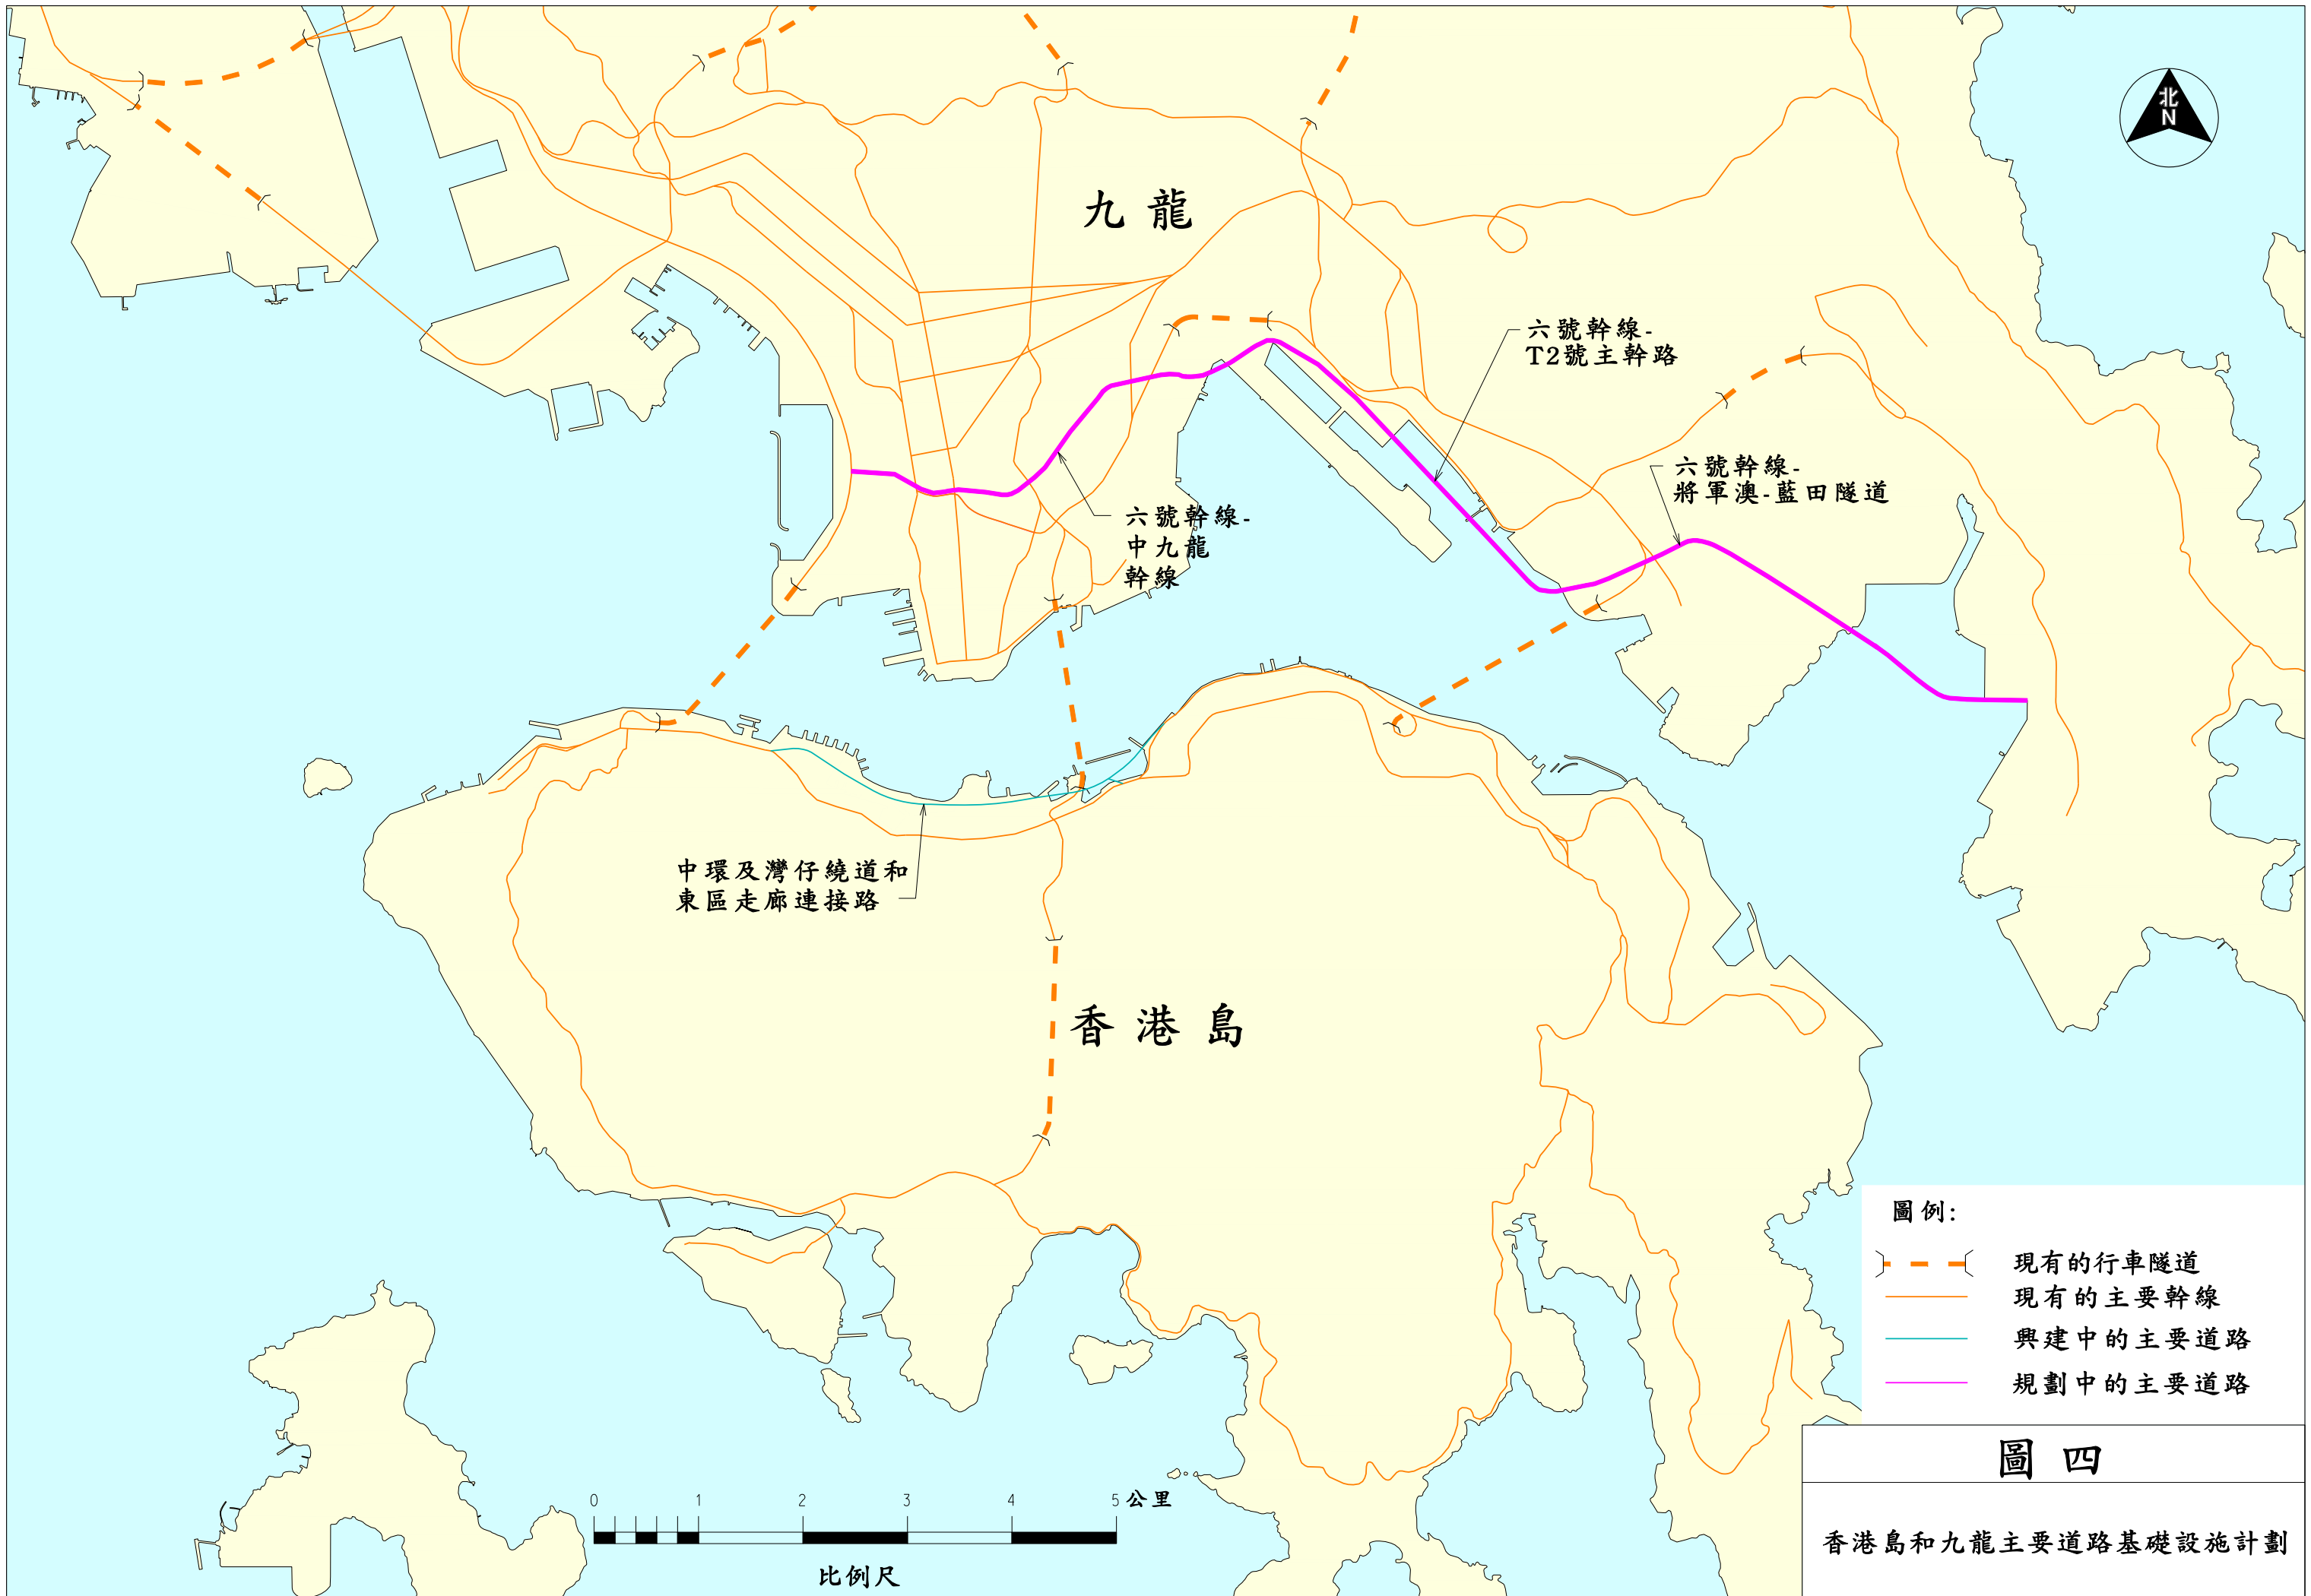 北
N
九龍
六號幹線-
T2號主幹路
六號幹線-
將軍澳-藍田隧道
六號幹線-
中九龍
幹線
中環及灣仔繞道和
東區走廊連接路
香港島
圖例:
現有的行車隧道
現有的主要幹線
興建中的主要道路
規劃中的主要道路
圖四
香港島和九龍主要道路基礎設施計劃
0 1 2 3 4 5 公里
比例尺